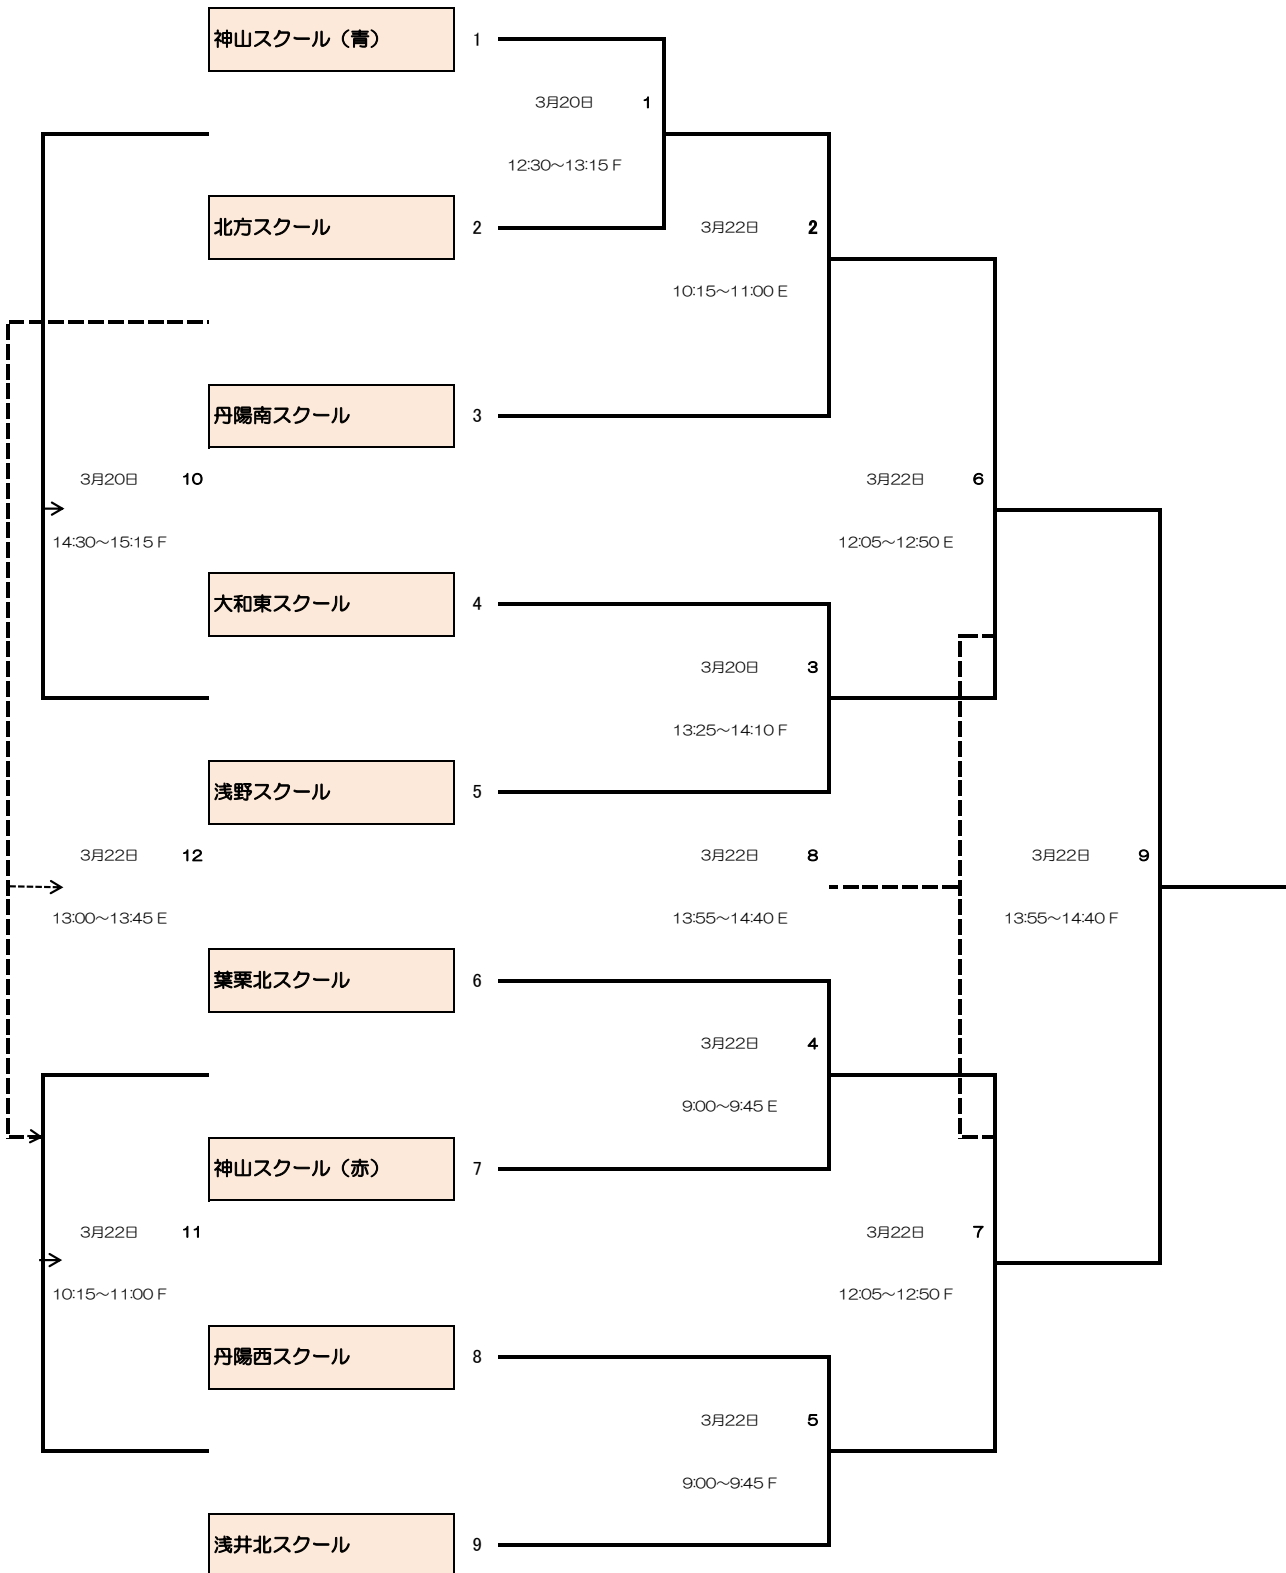 神山スクール（青） 1
3月20日 1
12:30～13:15 F
北方スクール 2
3月22日 2
10:15～11:00 E
丹陽南スクール 3
3月20日 10
3月22日 6
14:30～15:15 F
12:05～12:50 E
大和東スクール 4
3月20日 3
13:25～14:10 F
浅野スクール 5
3月22日 12
3月22日 8
3月22日 9
13:00～13:45 E
13:55～14:40 E
13:55～14:40 F
葉栗北スクール 6
3月22日 4
9:00～9:45 E
神山スクール（赤） 7
3月22日 11
3月22日 7
10:15～11:00 F
12:05～12:50 F
丹陽西スクール 8
3月22日 5
9:00～9:45 F
浅井北スクール 9